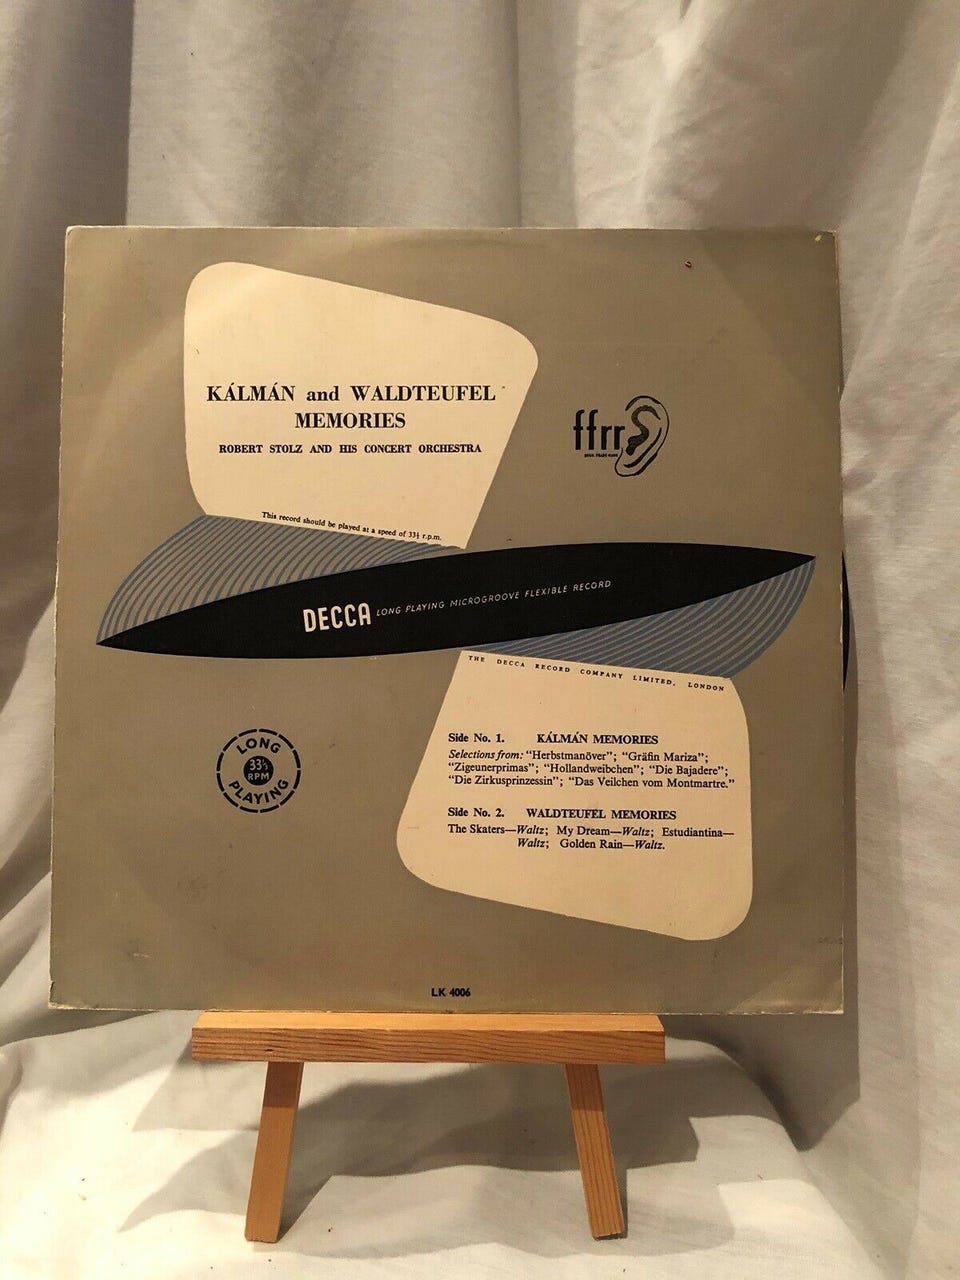 KÁLMÁN and WALDTEUFEL
MEMORIES
ROBERT STOLZ AND HIS CONCERT ORCHESTRA
This record should be played at a speed of 33⅓ r.p.m.
ffrr
DECCA LONG PLAYING MICROGROOVE FLEXIBLE RECORD
THE DECCA RECORD COMPANY LIMITED, LONDON
LONG
33⅓
RPM
PLAYING
Side No. 1. KÁLMÁN MEMORIES
Selections from: "Herbstmanöver"; "Gräfin Mariza";
"Zigeunerprimas"; "Hollandweibchen"; "Die Bajadere";
"Die Zirkusprinzessin"; "Das Veilchen vom Montmartre."
Side No. 2. WALDTEUFEL MEMORIES
The Skaters—Waltz; My Dream—Waltz; Estudiantina—
Waltz; Golden Rain—Waltz.
LK 4006